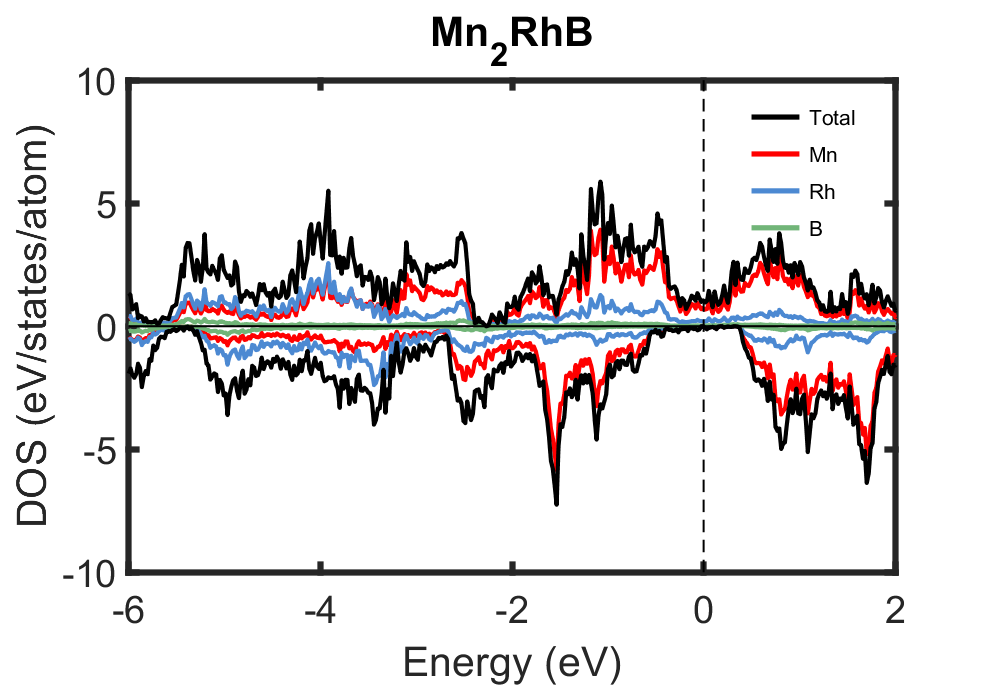 Mn₂RhB
10
5
0
-5
-10
DOS (eV/states/atom)
Total
Mn
Rh
B
-6 -4 -2 0 2
Energy (eV)